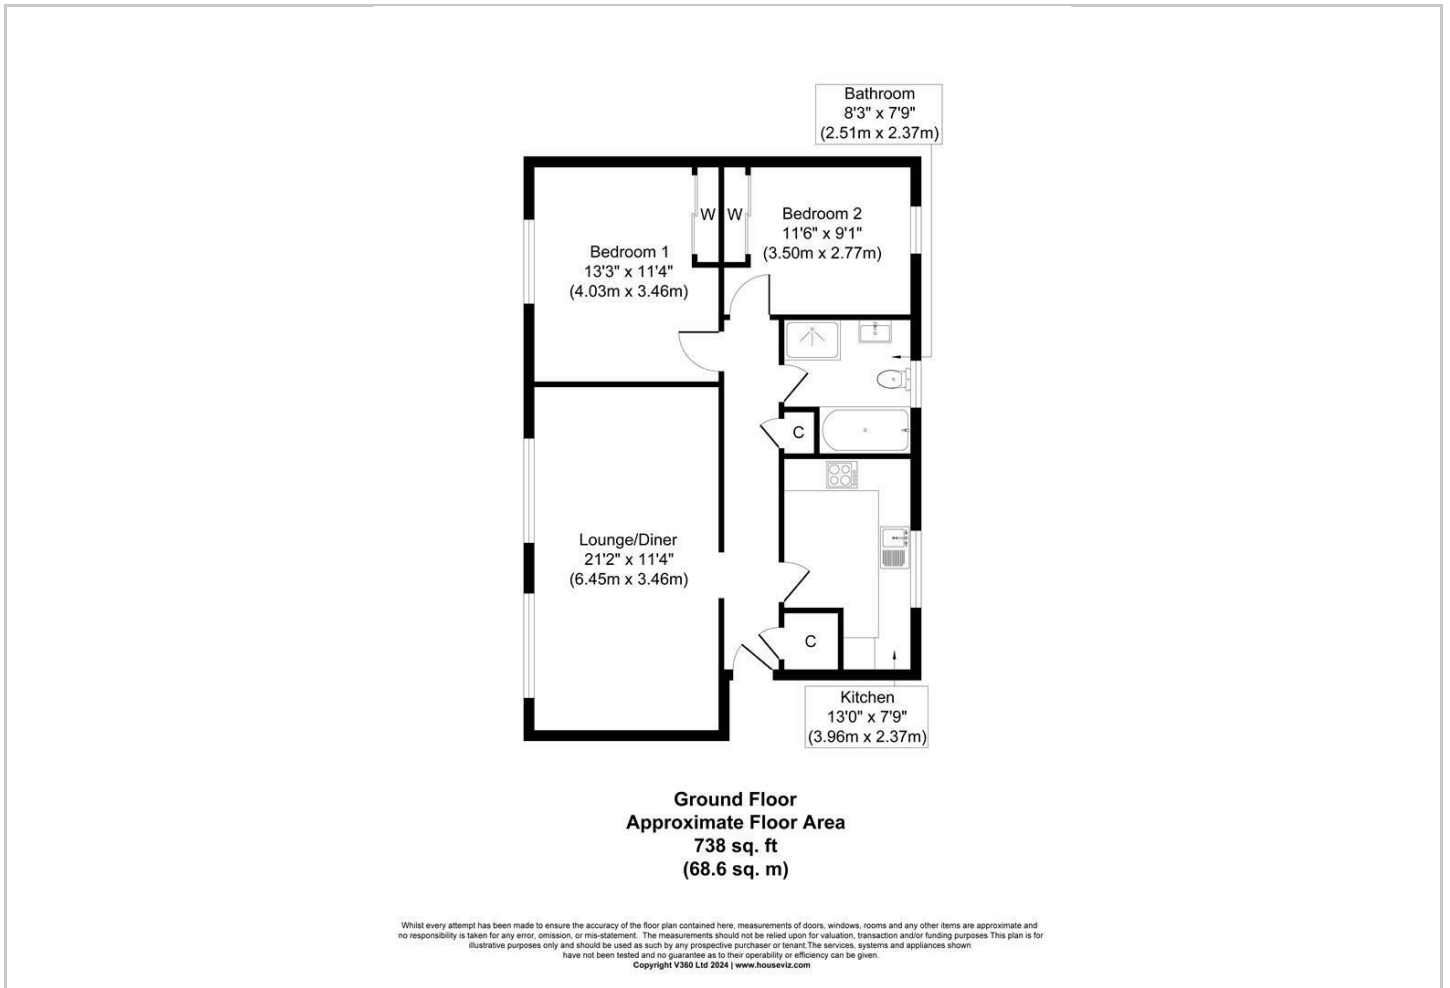 Bathroom
8'3" x 7'9"
(2.51m x 2.37m)
W
W
Bedroom 2
11'6" x 9'1"
(3.50m x 2.77m)
Bedroom 1
13'3" x 11'4"
(4.03m x 3.46m)
C
Lounge/Diner
21'2" x 11'4"
(6.45m x 3.46m)
C
Kitchen
13'0" x 7'9"
(3.96m x 2.37m)
Ground Floor
Approximate Floor Area
738 sq. ft
(68.6 sq. m)
Whilst every attempt has been made to ensure the accuracy of the floor plan contained here, measurements of doors, windows, rooms and any other items are approximate and
no responsibility is taken for any error, omission, or mis-statement. The measurements should not be relied upon for valuation, transaction and/or funding purposes This plan is for
illustrative purposes only and should be used as such by any prospective purchaser or tenant.The services, systems and appliances shown
have not been tested and no guarantee as to their operability or efficiency can be given.
Copyright V360 Ltd 2024 | www.houseviz.com